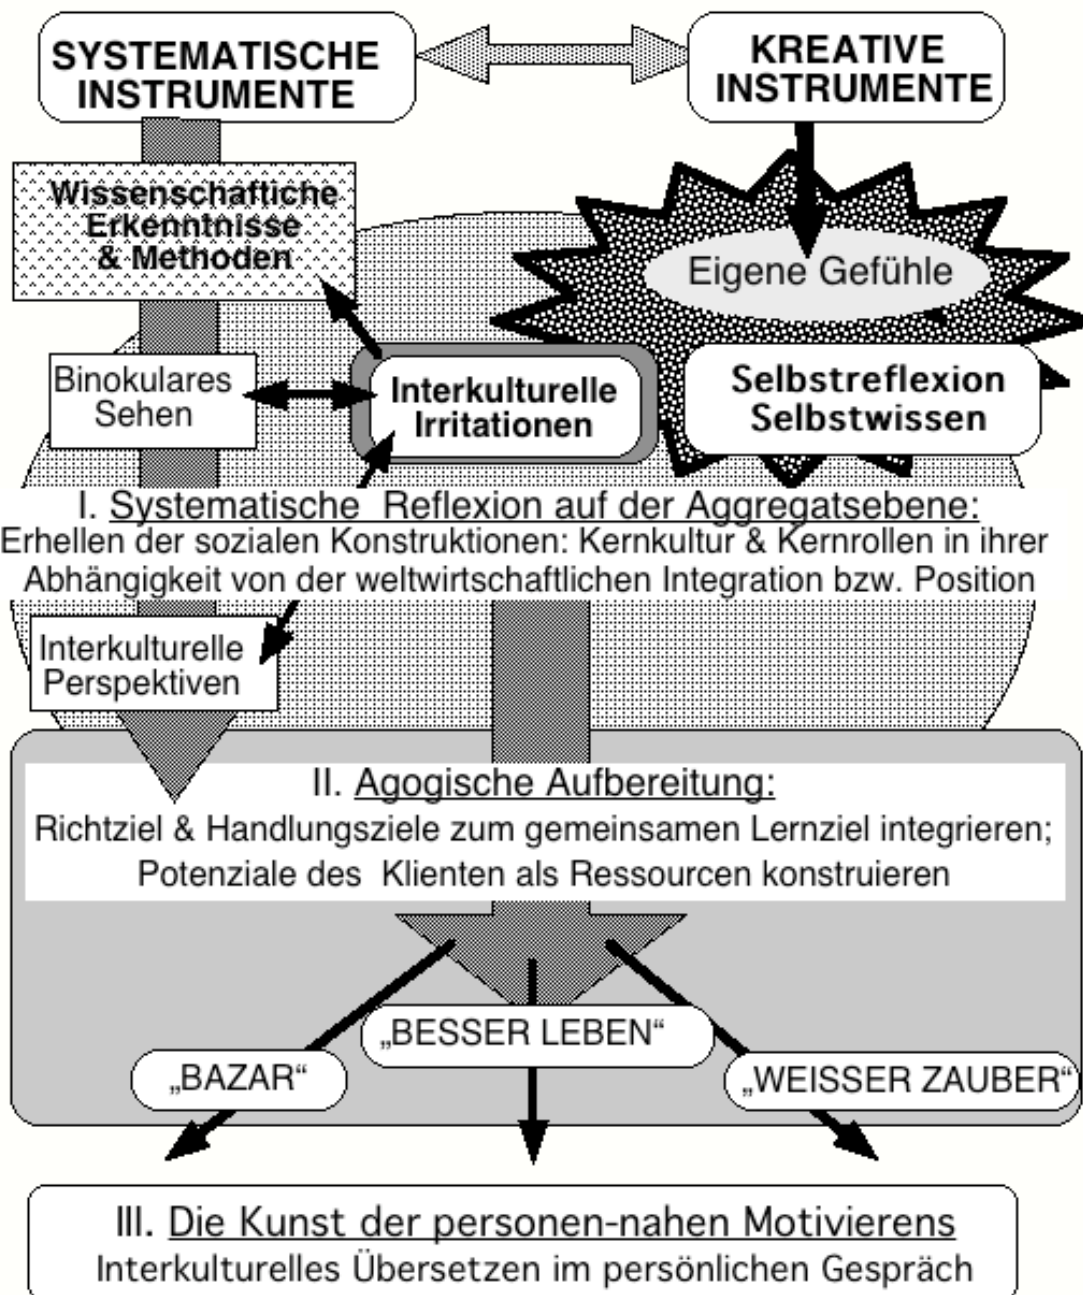 SYSTEMATISCHE
INSTRUMENTE
KREATIVE
INSTRUMENTE
Wissenschaftiche
Erkenntnisse
& Methoden
Eigene Gefühle
Binokulares
Sehen
Interkulturelle
Irritationen
Selbstreflexion
Selbstwissen
I. Systematische Reflexion auf der Aggregatsebene:
Erhellen der sozialen Konstruktionen: Kernkultur & Kernrollen in ihrer
Abhängigkeit von der weltwirtschaftlichen Integration bzw. Position
Interkulturelle
Perspektiven
II. Agogische Aufbereitung:
Richtziel & Handlungsziele zum gemeinsamen Lernziel integrieren;
Potenziale des Klienten als Ressourcen konstruieren
„BESSER LEBEN“
„BAZAR“
„WEISSER ZAUBER“
III. Die Kunst der personen-nahen Motivierens
Interkulturelles Übersetzen im persönlichen Gespräch